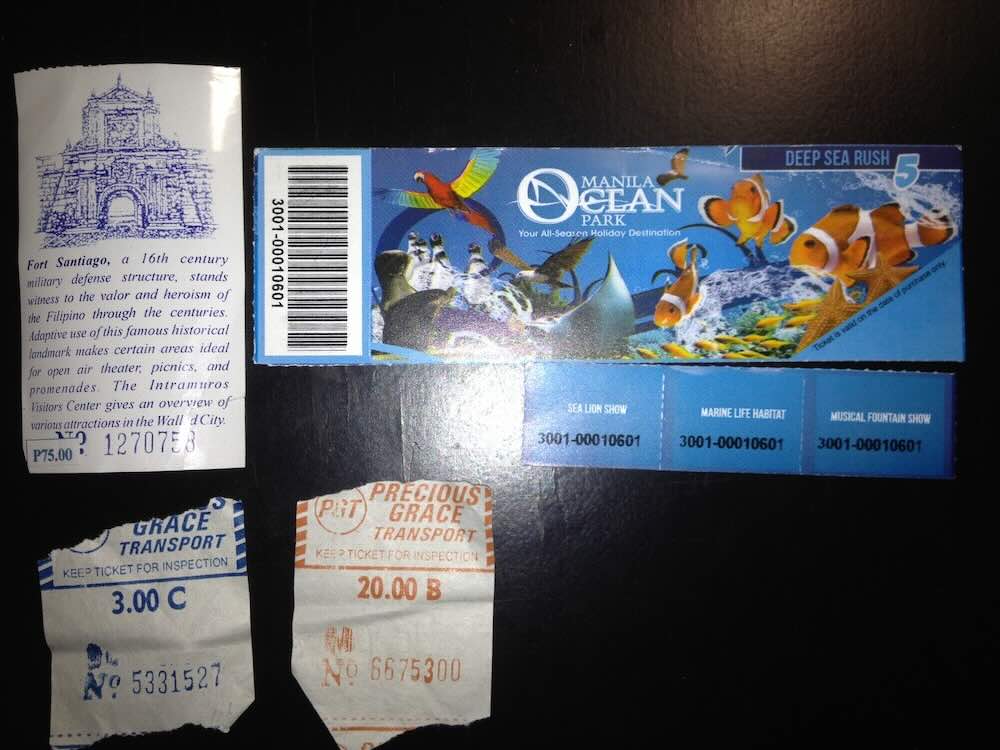 Fort Santiago, a 16th century
military defense structure, stands
witness to the valor and heroism of
the Filipino through the centuries.
Adaptive use of this famous historical
landmark makes certain areas ideal
for open air theater, picnics, and
promenades. The Intramuros
Visitors Center gives an overview of
various attractions in the Walled City.
P75.00
Nº 1270758
3001-00010601
MANILA
OCEAN
PARK
Your All-Season Holiday Destination
DEEP SEA RUSH 5
Ticket is valid on the date of purchase only.
SEA LION SHOW
3001-00010601
MARINE LIFE HABITAT
3001-00010601
MUSICAL FOUNTAIN SHOW
3001-00010601
GRACE
TRANSPORT
KEEP TICKET FOR INSPECTION
3.00 C
Nº 5331527
PGT
PRECIOUS
GRACE
TRANSPORT
KEEP TICKET FOR INSPECTION
20.00 B
Nº 6675300